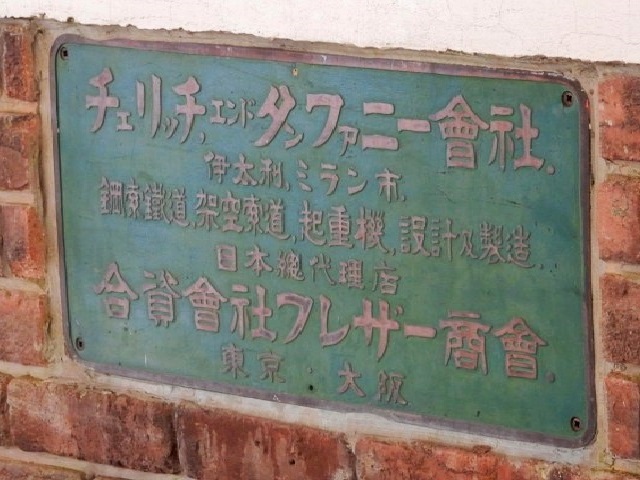 チェリッチ、エンドタンファニー會社、
伊太利、ミラン市、
鋼索鐵道、架空索道、起重機、設計及製造、
日本總代理店
合資會社フレザー商會、
東京・大阪